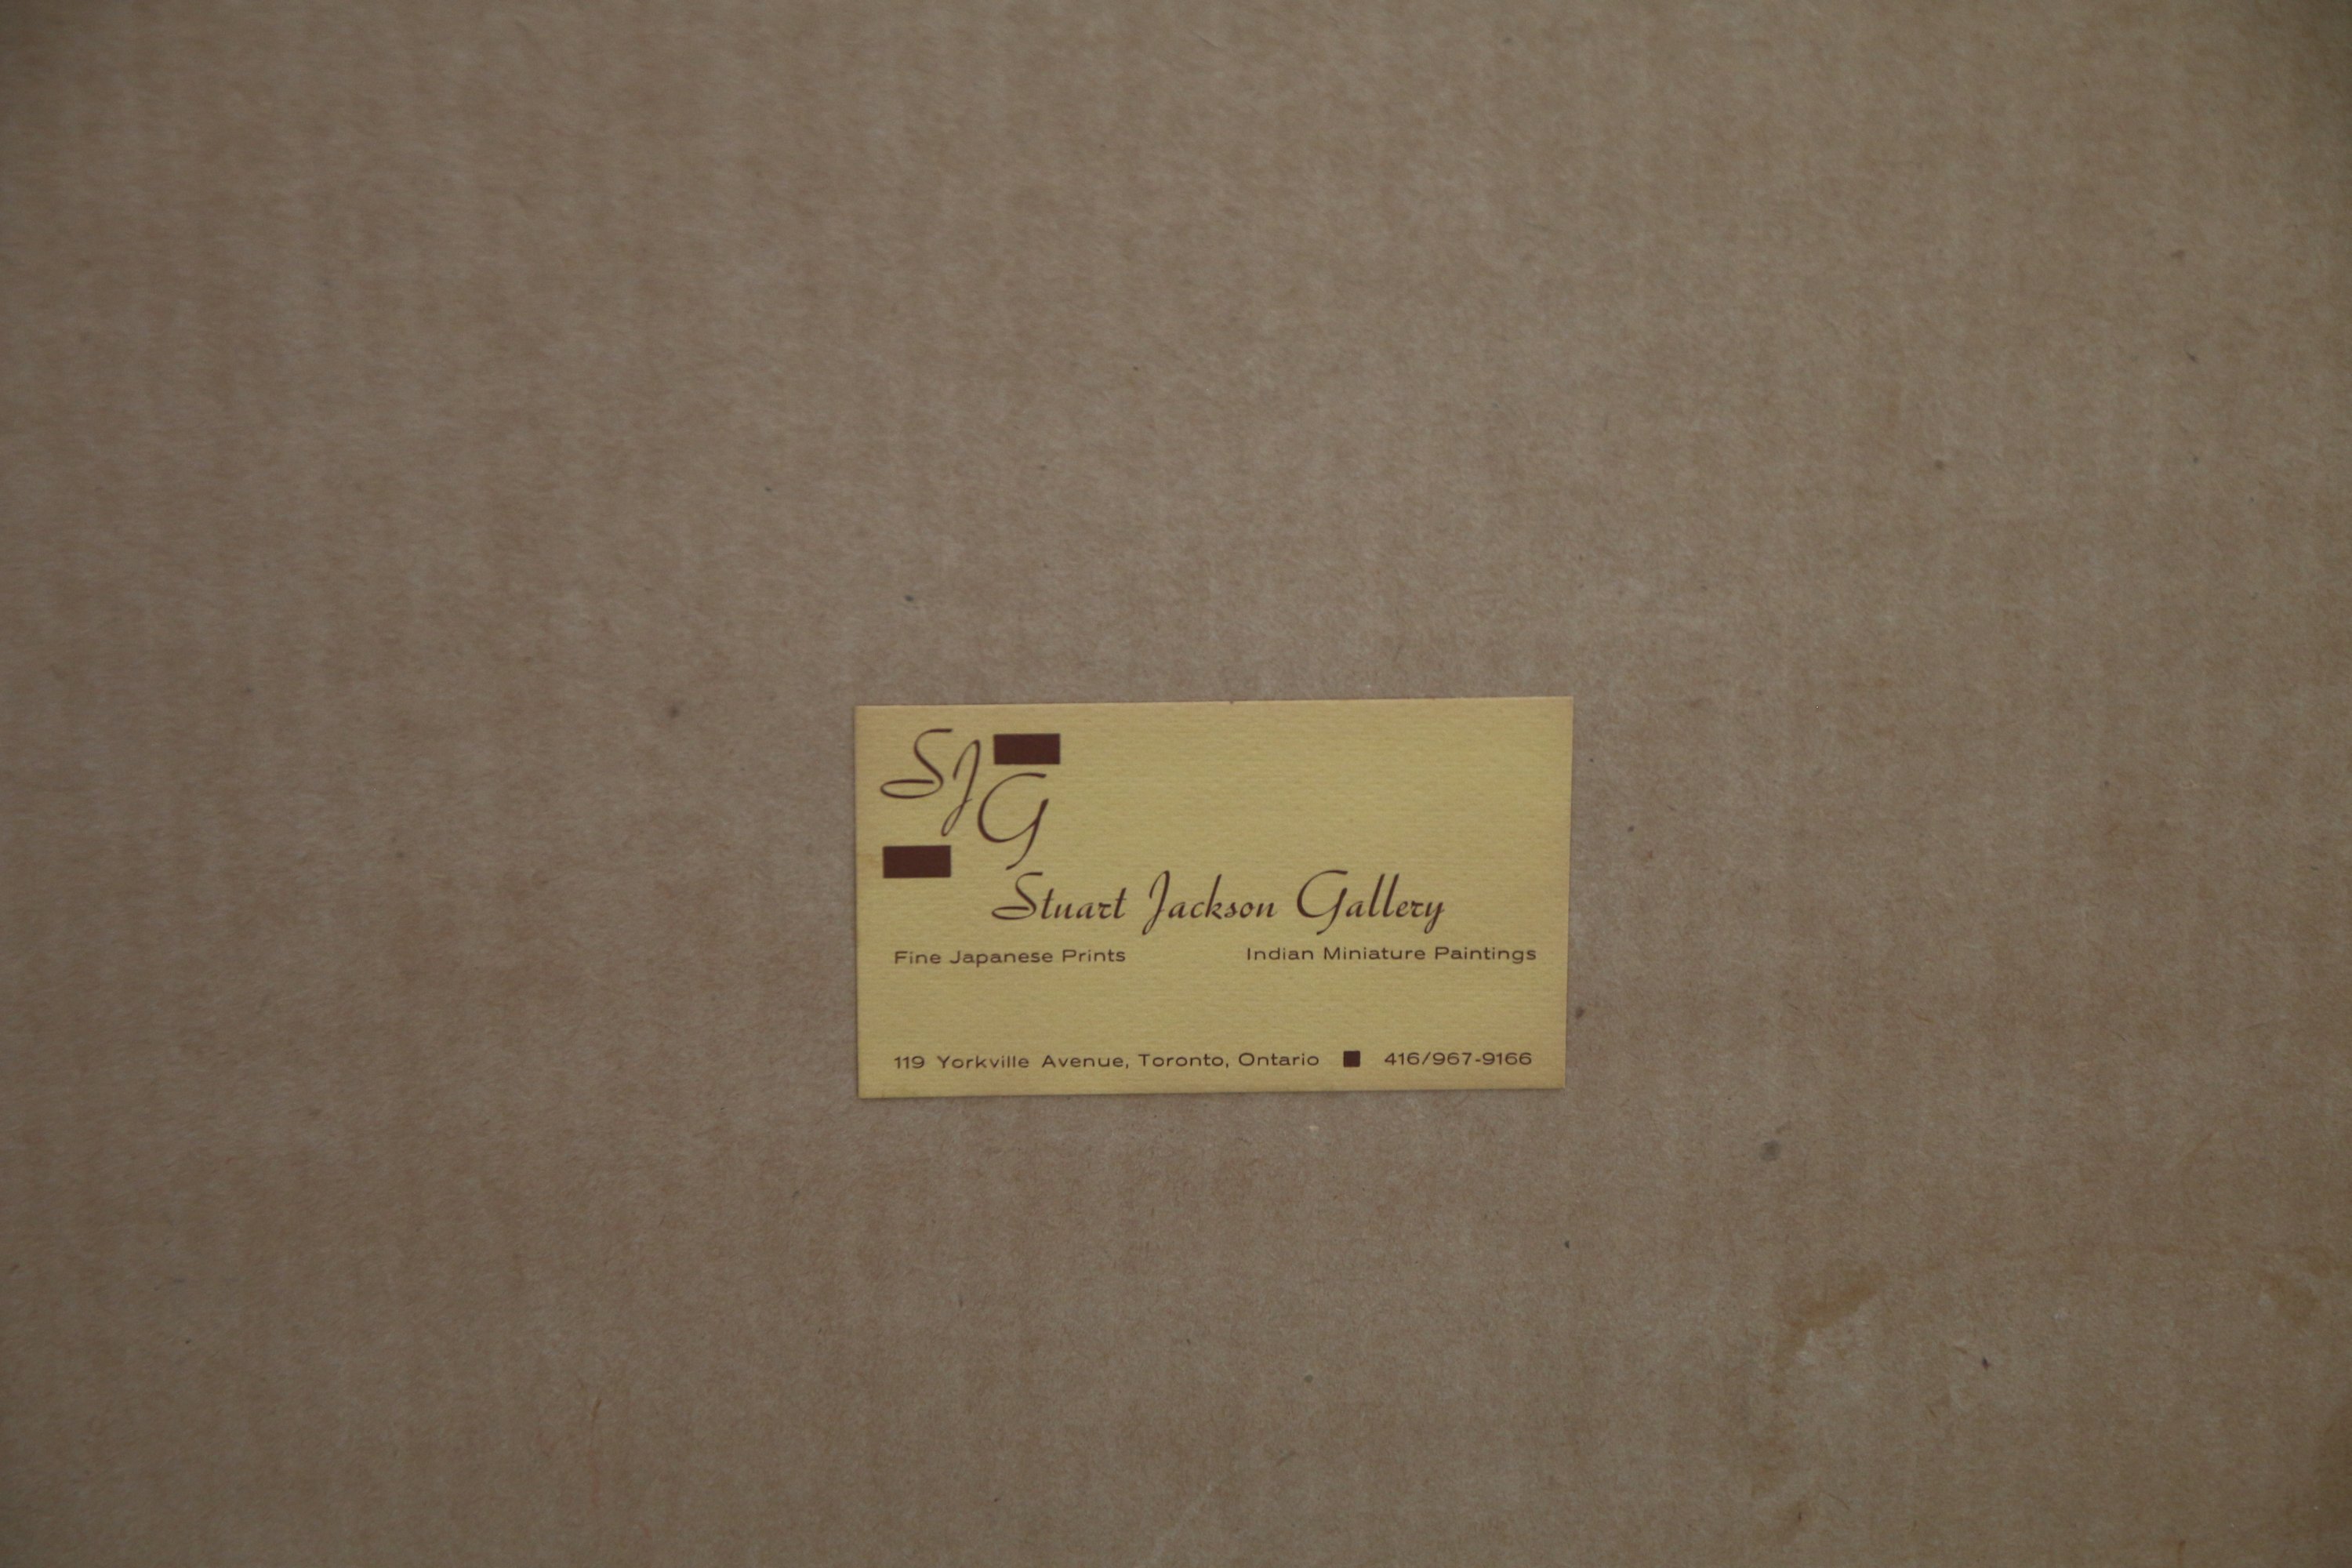 SJG
Stuart Jackson Gallery
Fine Japanese Prints Indian Miniature Paintings
119 Yorkville Avenue, Toronto, Ontario ■ 416/967-9166